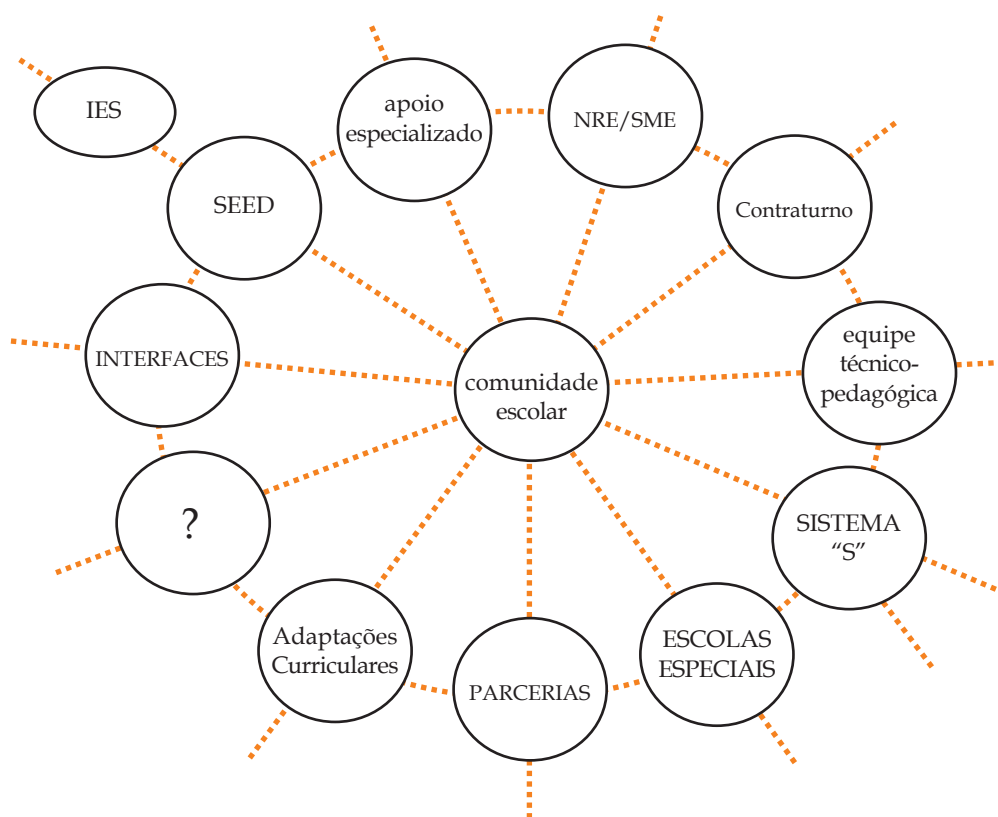 IES
apoio
especializado
NRE/SME
SEED
Contraturno
INTERFACES
comunidade
escolar
equipe
técnico-
pedagógica
?
SISTEMA
“S”
Adaptações
Curriculares
PARCERIAS
ESCOLAS
ESPECIAIS